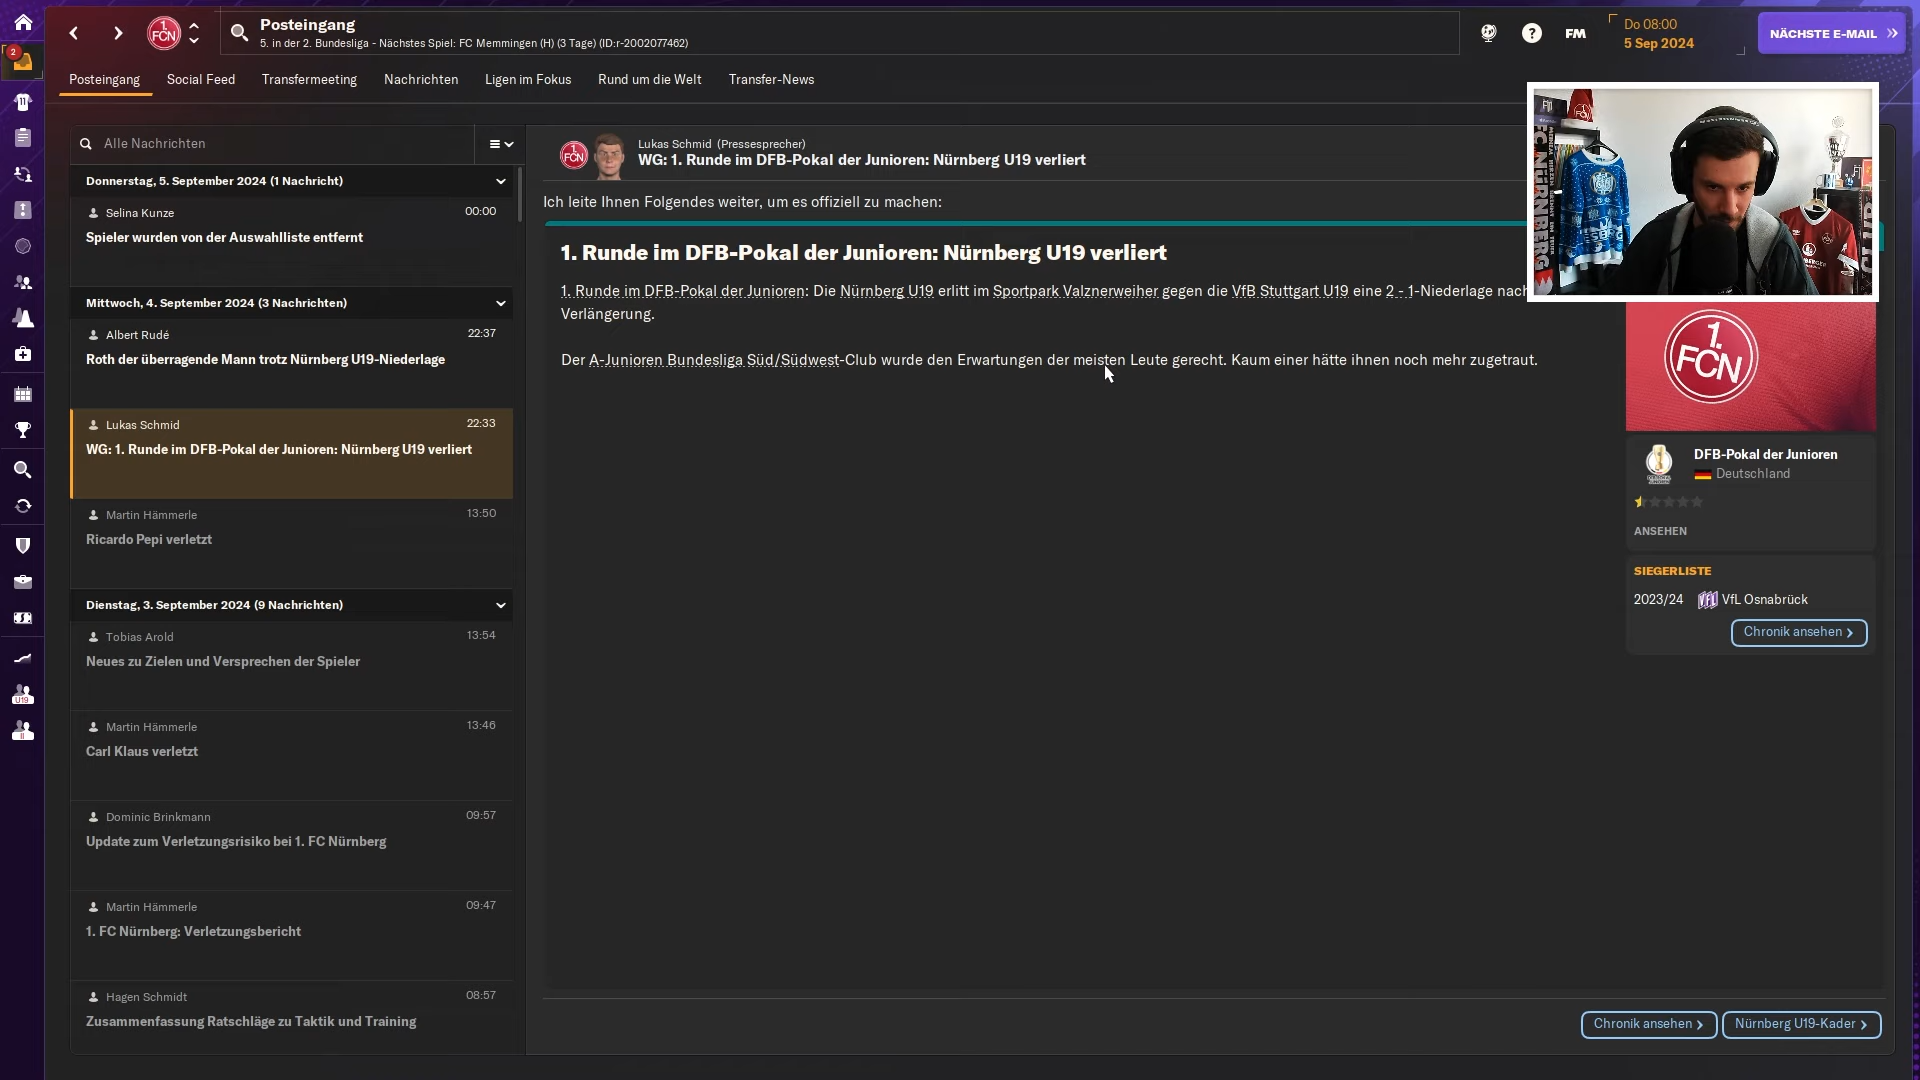 Posteingang
5. in der 2. Bundesliga - Nächstes Spiel: FC Memmingen (H) (3 Tage) (ID:r-2002077462)
FM
Do 08:00
5 Sep 2024
NÄCHSTE E-MAIL
2
Posteingang
Social Feed
Transfermeeting
Nachrichten
Ligen im Fokus
Rund um die Welt
Transfer-News
Alle Nachrichten
Donnerstag, 5. September 2024 (1 Nachricht)
Selina Kunze
00:00
Spieler wurden von der Auswahlliste entfernt
Mittwoch, 4. September 2024 (3 Nachrichten)
Albert Rudé
22:37
Roth der überragende Mann trotz Nürnberg U19-Niederlage
Lukas Schmid
22:33
WG: 1. Runde im DFB-Pokal der Junioren: Nürnberg U19 verliert
Martin Hämmerle
13:50
Ricardo Pepi verletzt
Dienstag, 3. September 2024 (9 Nachrichten)
Tobias Arold
13:54
Neues zu Zielen und Versprechen der Spieler
Martin Hämmerle
13:46
Carl Klaus verletzt
Dominic Brinkmann
09:57
Update zum Verletzungsrisiko bei 1. FC Nürnberg
Martin Hämmerle
09:47
1. FC Nürnberg: Verletzungsbericht
Hagen Schmidt
08:57
Zusammenfassung Ratschläge zu Taktik und Training
Lukas Schmid (Pressesprecher)
WG: 1. Runde im DFB-Pokal der Junioren: Nürnberg U19 verliert
Ich leite Ihnen Folgendes weiter, um es offiziell zu machen:
1. Runde im DFB-Pokal der Junioren: Nürnberg U19 verliert
1. Runde im DFB-Pokal der Junioren: Die Nürnberg U19 erlitt im Sportpark Valznerweiher gegen die VfB Stuttgart U19 eine 2 - 1-Niederlage nach
Verlängerung.
Der A-Junioren Bundesliga Süd/Südwest-Club wurde den Erwartungen der meisten Leute gerecht. Kaum einer hätte ihnen noch mehr zugetraut.
1.
FCN
DFB-Pokal der Junioren
Deutschland
ANSEHEN
SIEGERLISTE
2023/24 VfL Osnabrück
Chronik ansehen
Chronik ansehen
Nürnberg U19-Kader
U19
II